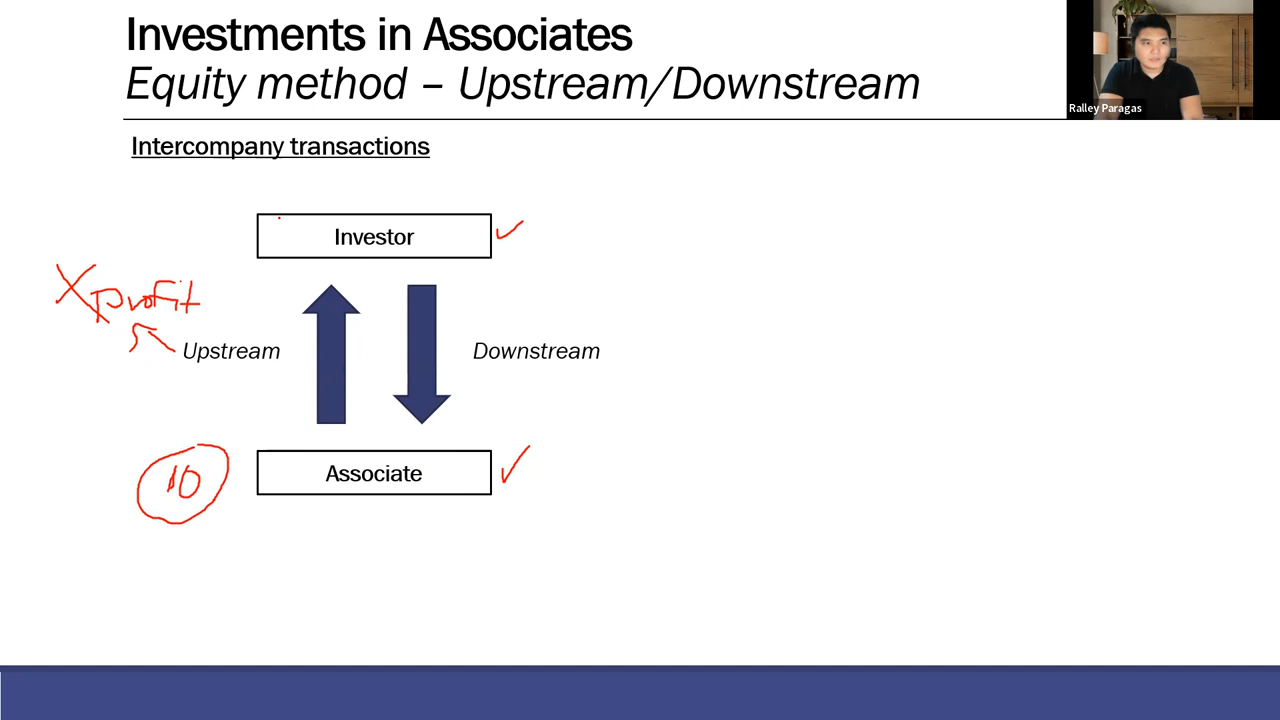 Investments in Associates
Equity method – Upstream/Downstream
Ralley Paragas
Intercompany transactions
Investor
X profit
Upstream
Downstream
10
Associate